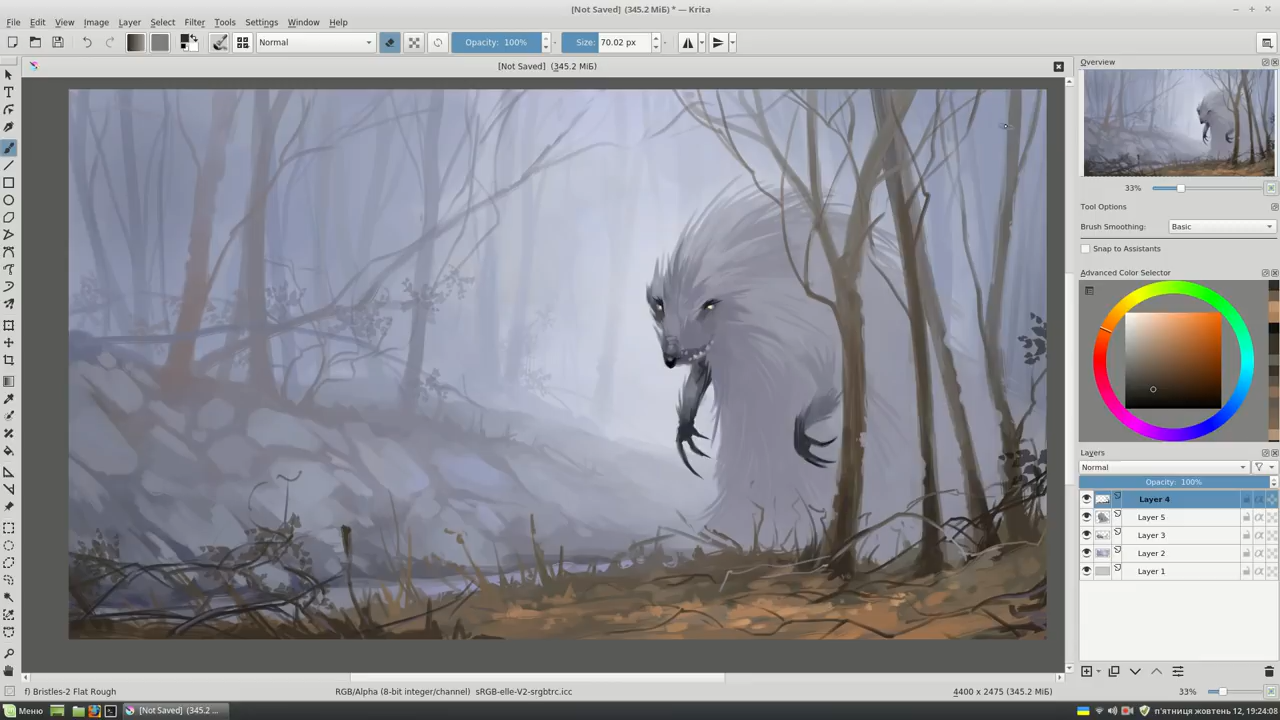 [Not Saved] (345.2 МіБ) * — Krita
File Edit View Image Layer Select Filter Tools Settings Window Help
Normal
Opacity: 100%
Size: 70.02 px
[Not Saved] (345.2 МіБ)
Overview
33%
Tool Options
Brush Smoothing: Basic
Snap to Assistants
Advanced Color Selector
Layers
Normal
Opacity: 100%
Layer 4
Layer 5
Layer 3
Layer 2
Layer 1
f) Bristles-2 Flat Rough
RGB/Alpha (8-bit integer/channel) sRGB-elle-V2-srgbtrc.icc
4400 x 2475 (345.2 МіБ)
33%
Меню
[Not Saved] (345.2 ...
п'ятниця жовтень 12, 19:24:08